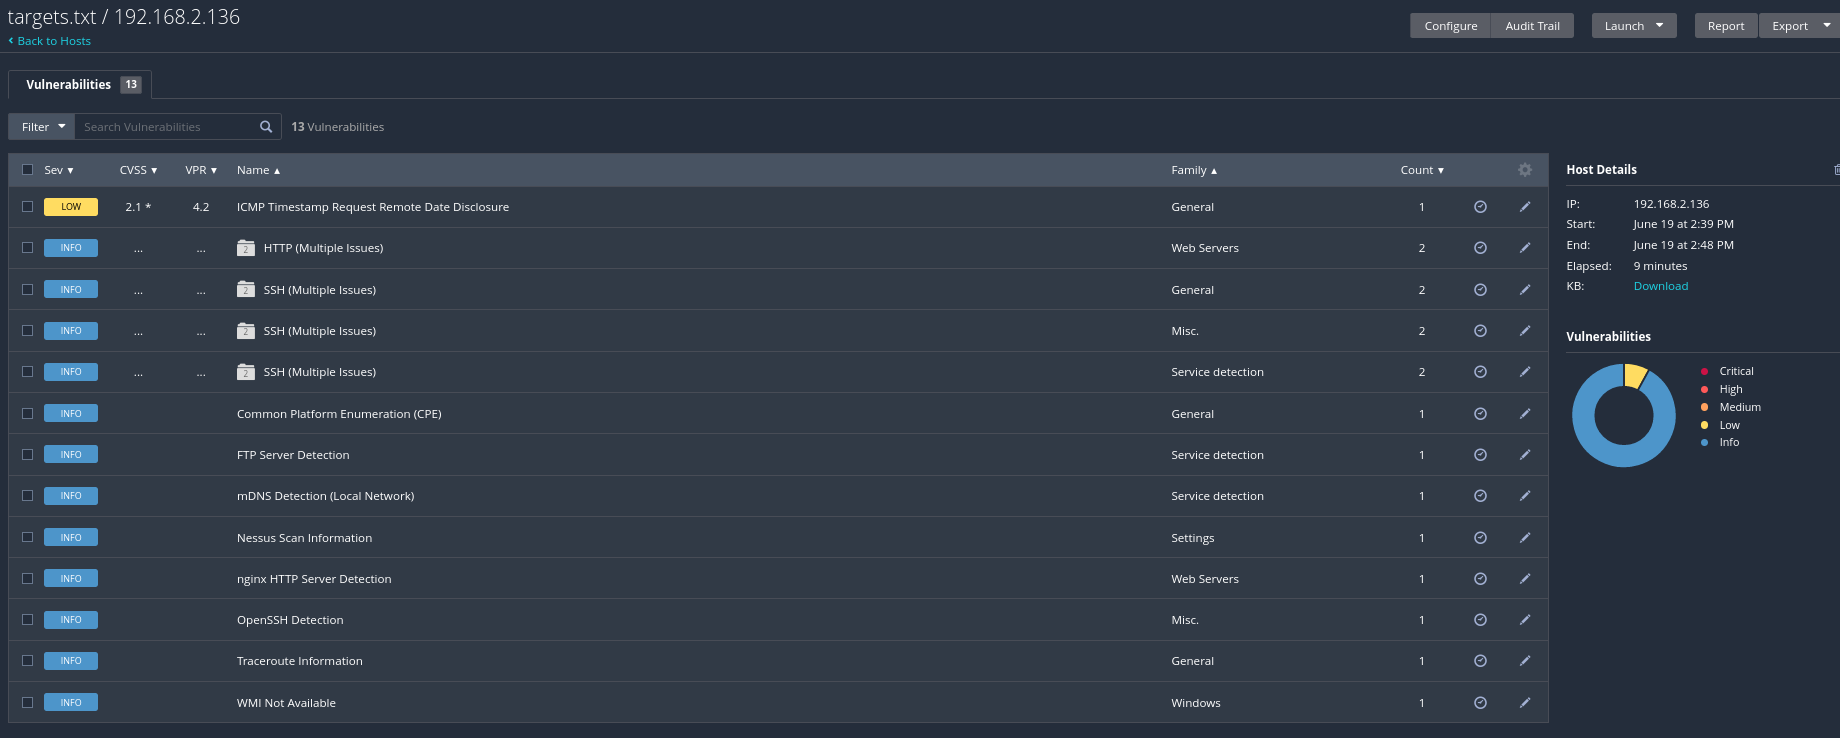 targets.txt / 192.168.2.136
Back to Hosts
Configure Audit Trail Launch Report Export
Vulnerabilities 13
Filter Search Vulnerabilities 13 Vulnerabilities
Sev CVSS VPR Name Family Count
LOW 2.1 * 4.2 ICMP Timestamp Request Remote Date Disclosure General 1
INFO ... ... 2 HTTP (Multiple Issues) Web Servers 2
INFO ... ... 2 SSH (Multiple Issues) General 2
INFO ... ... 2 SSH (Multiple Issues) Misc. 2
INFO ... ... 2 SSH (Multiple Issues) Service detection 2
INFO Common Platform Enumeration (CPE) General 1
INFO FTP Server Detection Service detection 1
INFO mDNS Detection (Local Network) Service detection 1
INFO Nessus Scan Information Settings 1
INFO nginx HTTP Server Detection Web Servers 1
INFO OpenSSH Detection Misc. 1
INFO Traceroute Information General 1
INFO WMI Not Available Windows 1
Host Details
IP: 192.168.2.136
Start: June 19 at 2:39 PM
End: June 19 at 2:48 PM
Elapsed: 9 minutes
KB: Download
Vulnerabilities
Critical
High
Medium
Low
Info